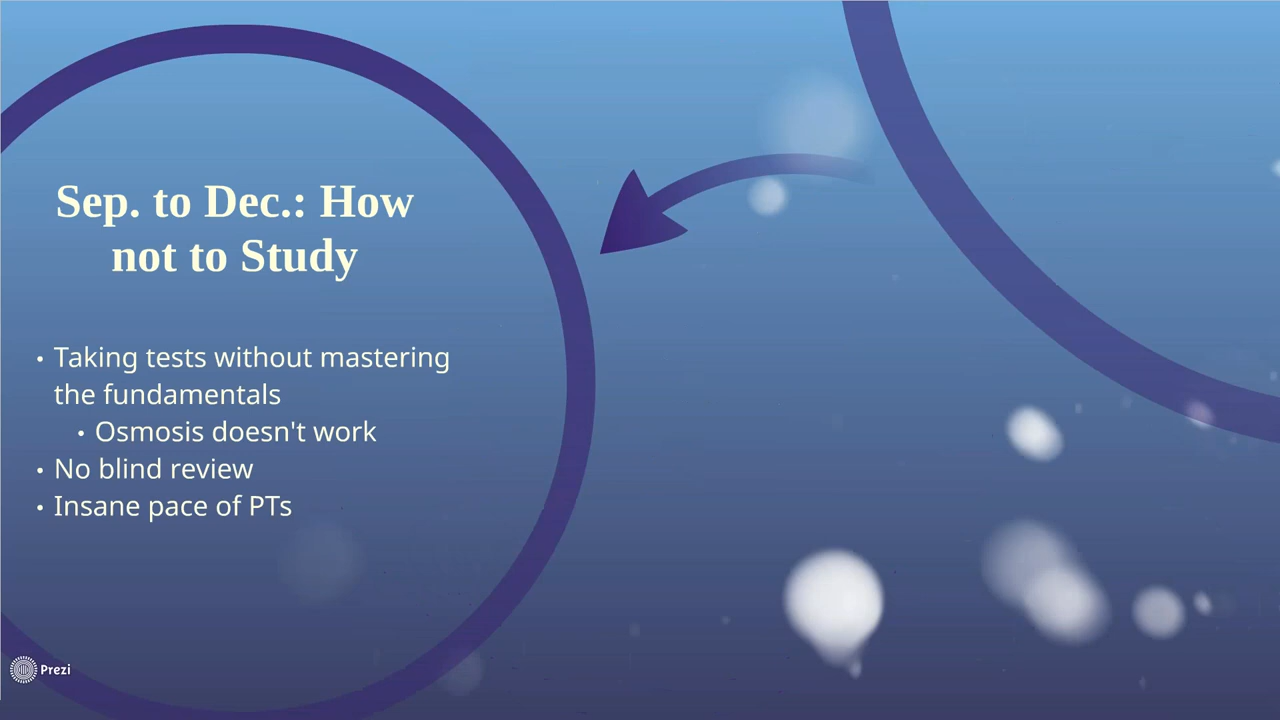 Sep. to Dec.: How
not to Study
• Taking tests without mastering
the fundamentals
• Osmosis doesn't work
• No blind review
• Insane pace of PTs
Prezi